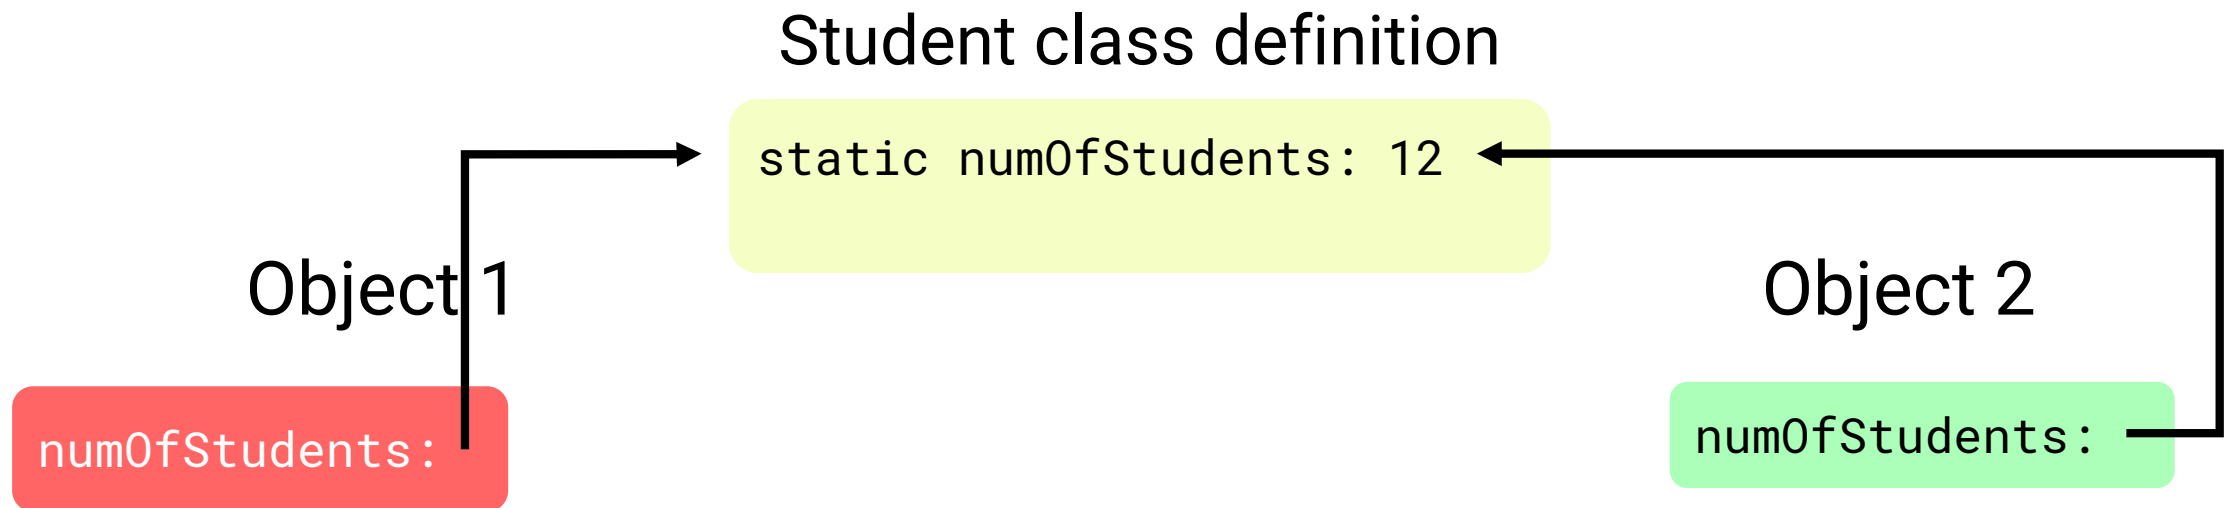 Student class definition
static numOfStudents: 12
Object 1
Object 2
numOfStudents:
numOfStudents: